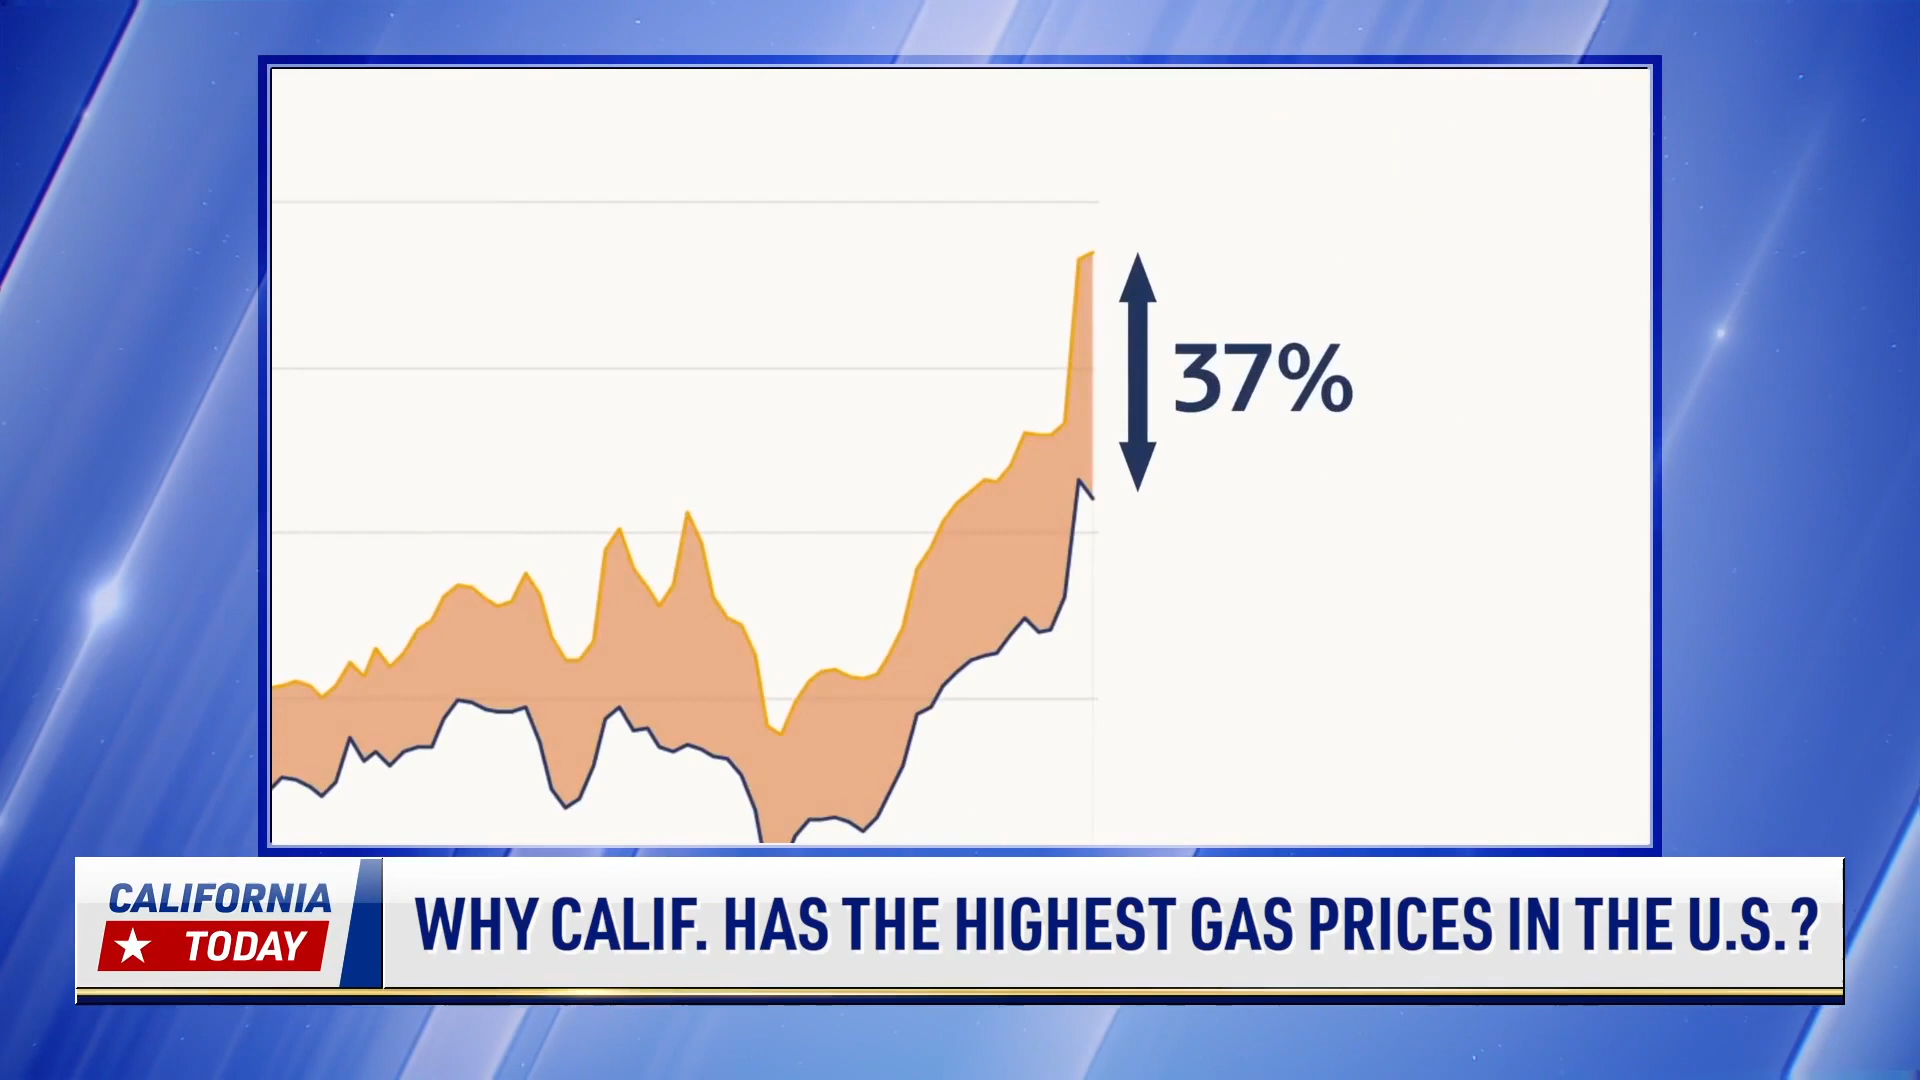 37%
CALIFORNIA
TODAY
WHY CALIF. HAS THE HIGHEST GAS PRICES IN THE U.S.?